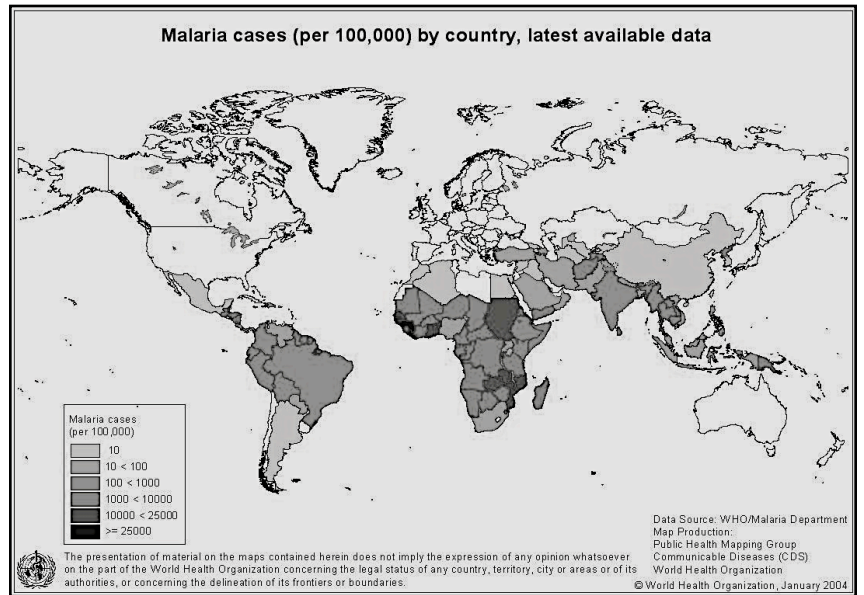 Malaria cases (per 100,000) by country, latest available data
Malaria cases
(per 100,000)
10
10 < 100
100 < 1000
1000 < 10000
10000 < 25000
>= 25000
Data Source: WHO/Malaria Department
Map Production:
Public Health Mapping Group
Communicable Diseases (CDS)
World Health Organization
© World Health Organization, January 2004
The presentation of material on the maps contained herein does not imply the expression of any opinion whatsoever
on the part of the World Health Organization concerning the legal status of any country, territory, city or areas or of its
authorities, or concerning the delineation of its frontiers or boundaries.